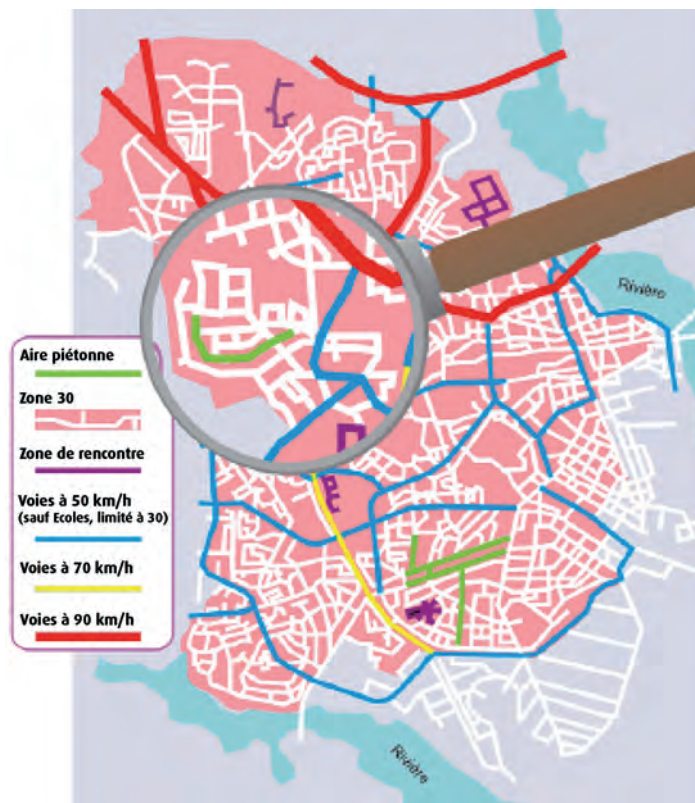 Rivière
Aire piétonne
Zone 30
Zone de rencontre
Voies à 50 km/h
(sauf Ecoles, limité à 30)
Voies à 70 km/h
Voies à 90 km/h
Rivière